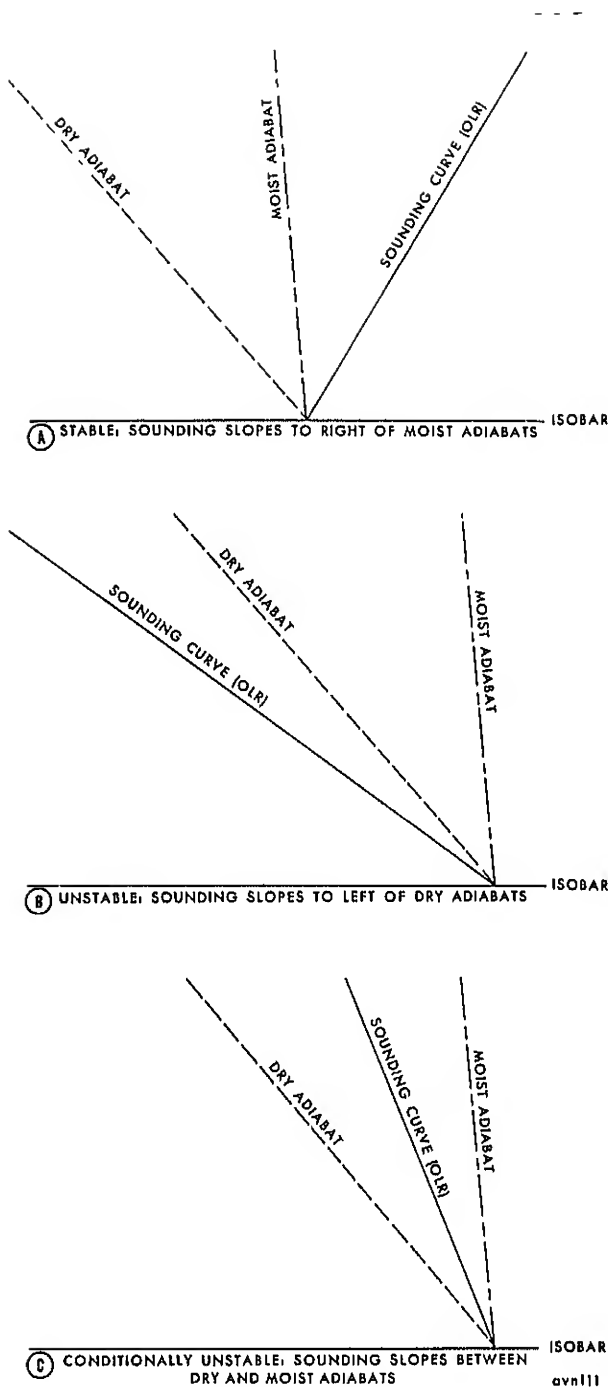 DRY ADIABAT
MOIST ADIABAT
SOUNDING CURVE (OLR)
ISOBAR
A STABLE: SOUNDING SLOPES TO RIGHT OF MOIST ADIABATS
SOUNDING CURVE (OLR)
DRY ADIABAT
MOIST ADIABAT
ISOBAR
B UNSTABLE: SOUNDING SLOPES TO LEFT OF DRY ADIABATS
DRY ADIABAT
SOUNDING CURVE (OLR)
MOIST ADIABAT
ISOBAR
C CONDITIONALLY UNSTABLE: SOUNDING SLOPES BETWEEN
DRY AND MOIST ADIABATS
avn111